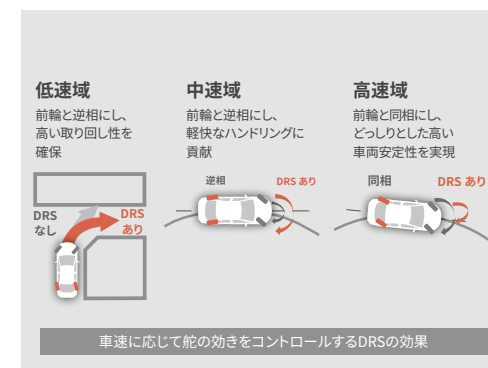 低速域
前輪と逆相にし、
高い取り回し性を
確保
DRS
なし
DRS
あり
中速域
前輪と逆相にし、
軽快なハンドリングに
貢献
逆相
DRS あり
高速域
前輪と同相にし、
どっしりとした高い
車両安定性を実現
同相
DRS あり
車速に応じて舵の効きをコントロールするDRSの効果